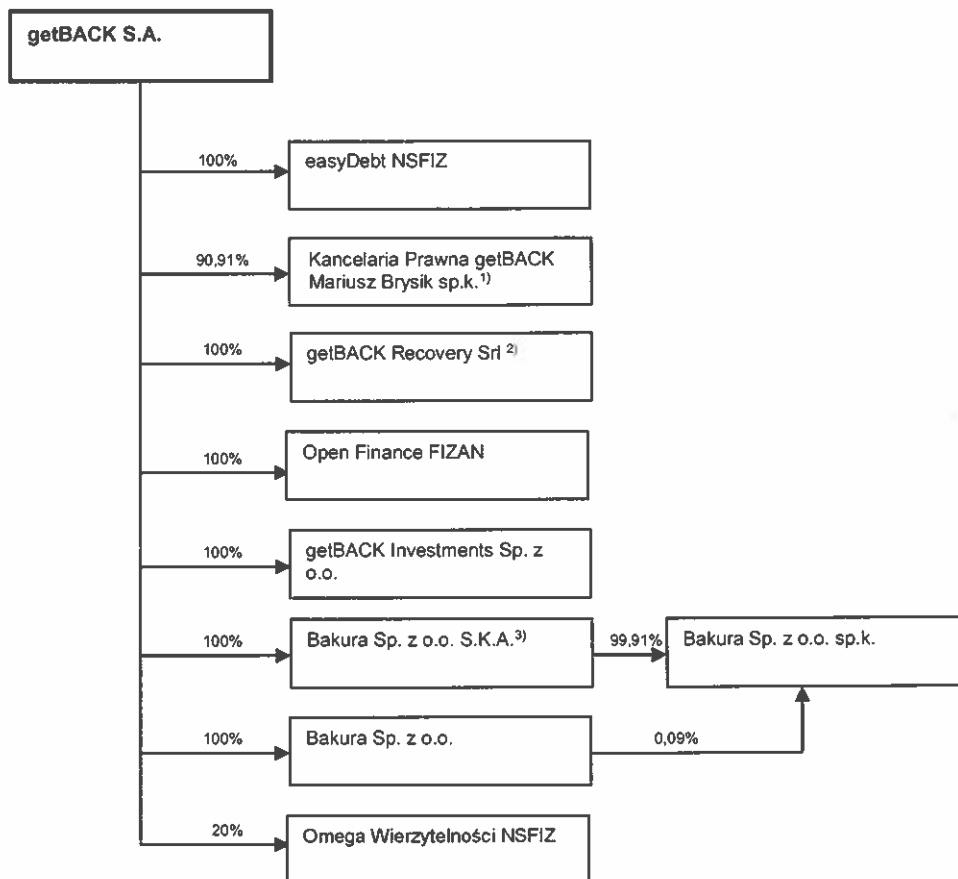 getBACK S.A.
100%
easyDebt NSFIZ
90,91%
Kancelaria Prawna getBACK
Mariusz Brysik sp.k.¹⁾
100%
getBACK Recovery Srl ²⁾
100%
Open Finance FIZAN
100%
getBACK Investments Sp. z
o.o.
100%
Bakura Sp. z o.o. S.K.A.³⁾
99,91%
Bakura Sp. z o.o. sp.k.
100%
Bakura Sp. z o.o.
0,09%
20%
Omega Wierzytelności NSFIZ